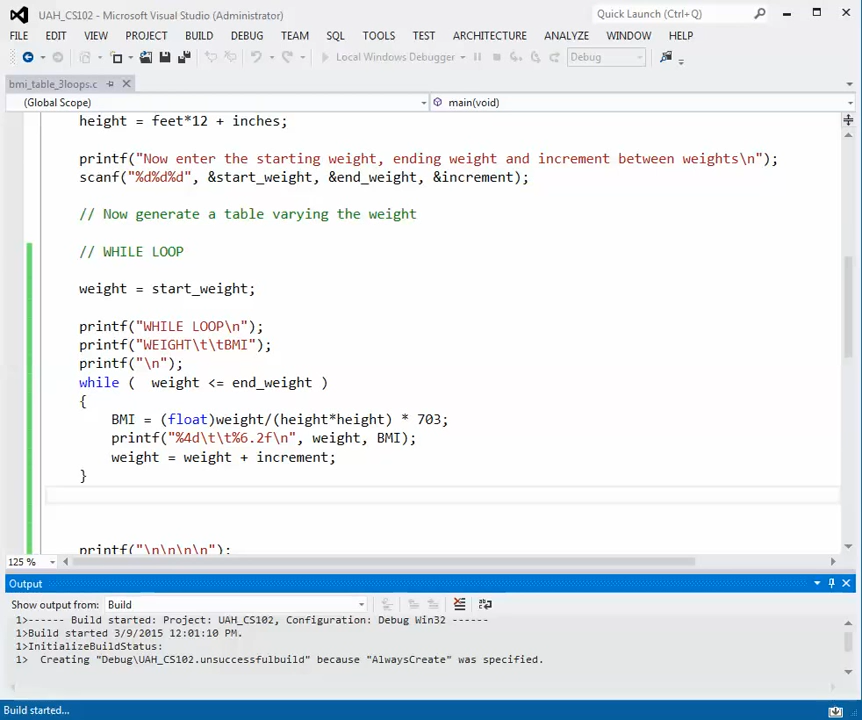 UAH_CS102 - Microsoft Visual Studio (Administrator)
Quick Launch (Ctrl+Q)
FILE EDIT VIEW PROJECT BUILD DEBUG TEAM SQL TOOLS TEST ARCHITECTURE ANALYZE WINDOW HELP
Local Windows Debugger Debug
bmi_table_3loops.c
(Global Scope) main(void)
height = feet*12 + inches;
printf("Now enter the starting weight, ending weight and increment between weights\n");
scanf("%d%d%d", &start_weight, &end_weight, &increment);
// Now generate a table varying the weight
// WHILE LOOP
weight = start_weight;
printf("WHILE LOOP\n");
printf("WEIGHT\t\tBMI");
printf("\n");
while (  weight <= end_weight )
{
BMI = (float)weight/(height*height) * 703;
printf("%4d\t\t%6.2f\n", weight, BMI);
weight = weight + increment;
}
printf("\n\n\n\n");
125 %
Output
Show output from: Build
1>------ Build started: Project: UAH_CS102, Configuration: Debug Win32 ------
1>Build started 3/9/2015 12:01:10 PM.
1>InitializeBuildStatus:
1>  Creating "Debug\UAH_CS102.unsuccessfulbuild" because "AlwaysCreate" was specified.
Build started...